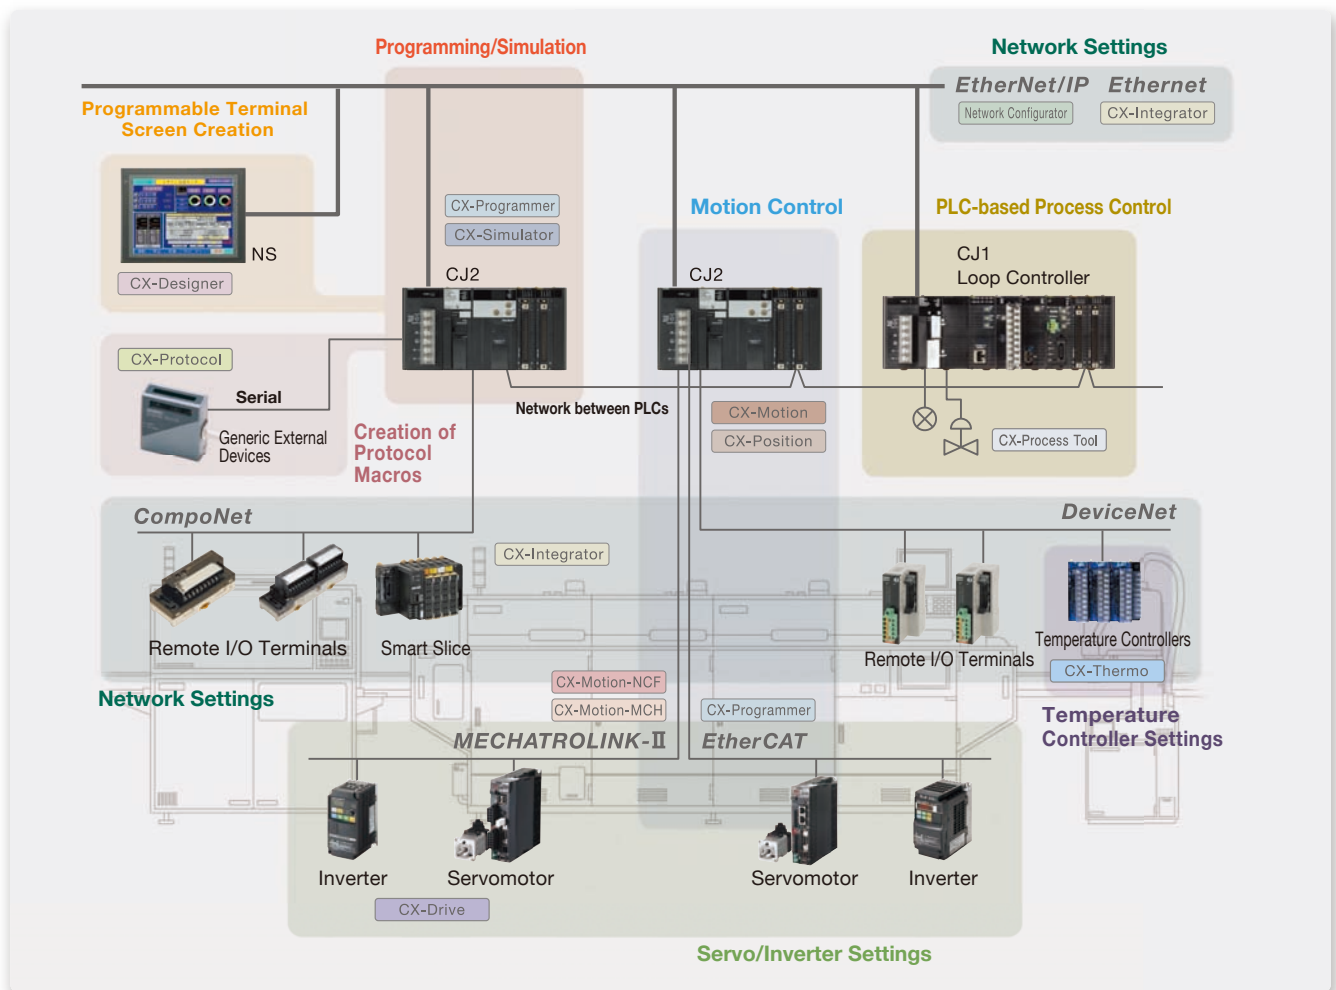 Programming/Simulation
Network Settings
EtherNet/IP Ethernet
Network Configurator CX-Integrator
Programmable Terminal
Screen Creation
NS
CX-Designer
CX-Programmer
CX-Simulator
CJ2
Motion Control
CJ2
PLC-based Process Control
CJ1
Loop Controller
CX-Protocol
Serial
Generic External
Devices
Creation of
Protocol
Macros
Network between PLCs
CX-Motion
CX-Position
CX-Process Tool
CompoNet
CX-Integrator
DeviceNet
Remote I/O Terminals
Smart Slice
Remote I/O Terminals
Temperature Controllers
CX-Thermo
Network Settings
CX-Motion-NCF
CX-Motion-MCH
CX-Programmer
Temperature
Controller Settings
MECHATROLINK-II
EtherCAT
Inverter
Servomotor
Servomotor
Inverter
CX-Drive
Servo/Inverter Settings